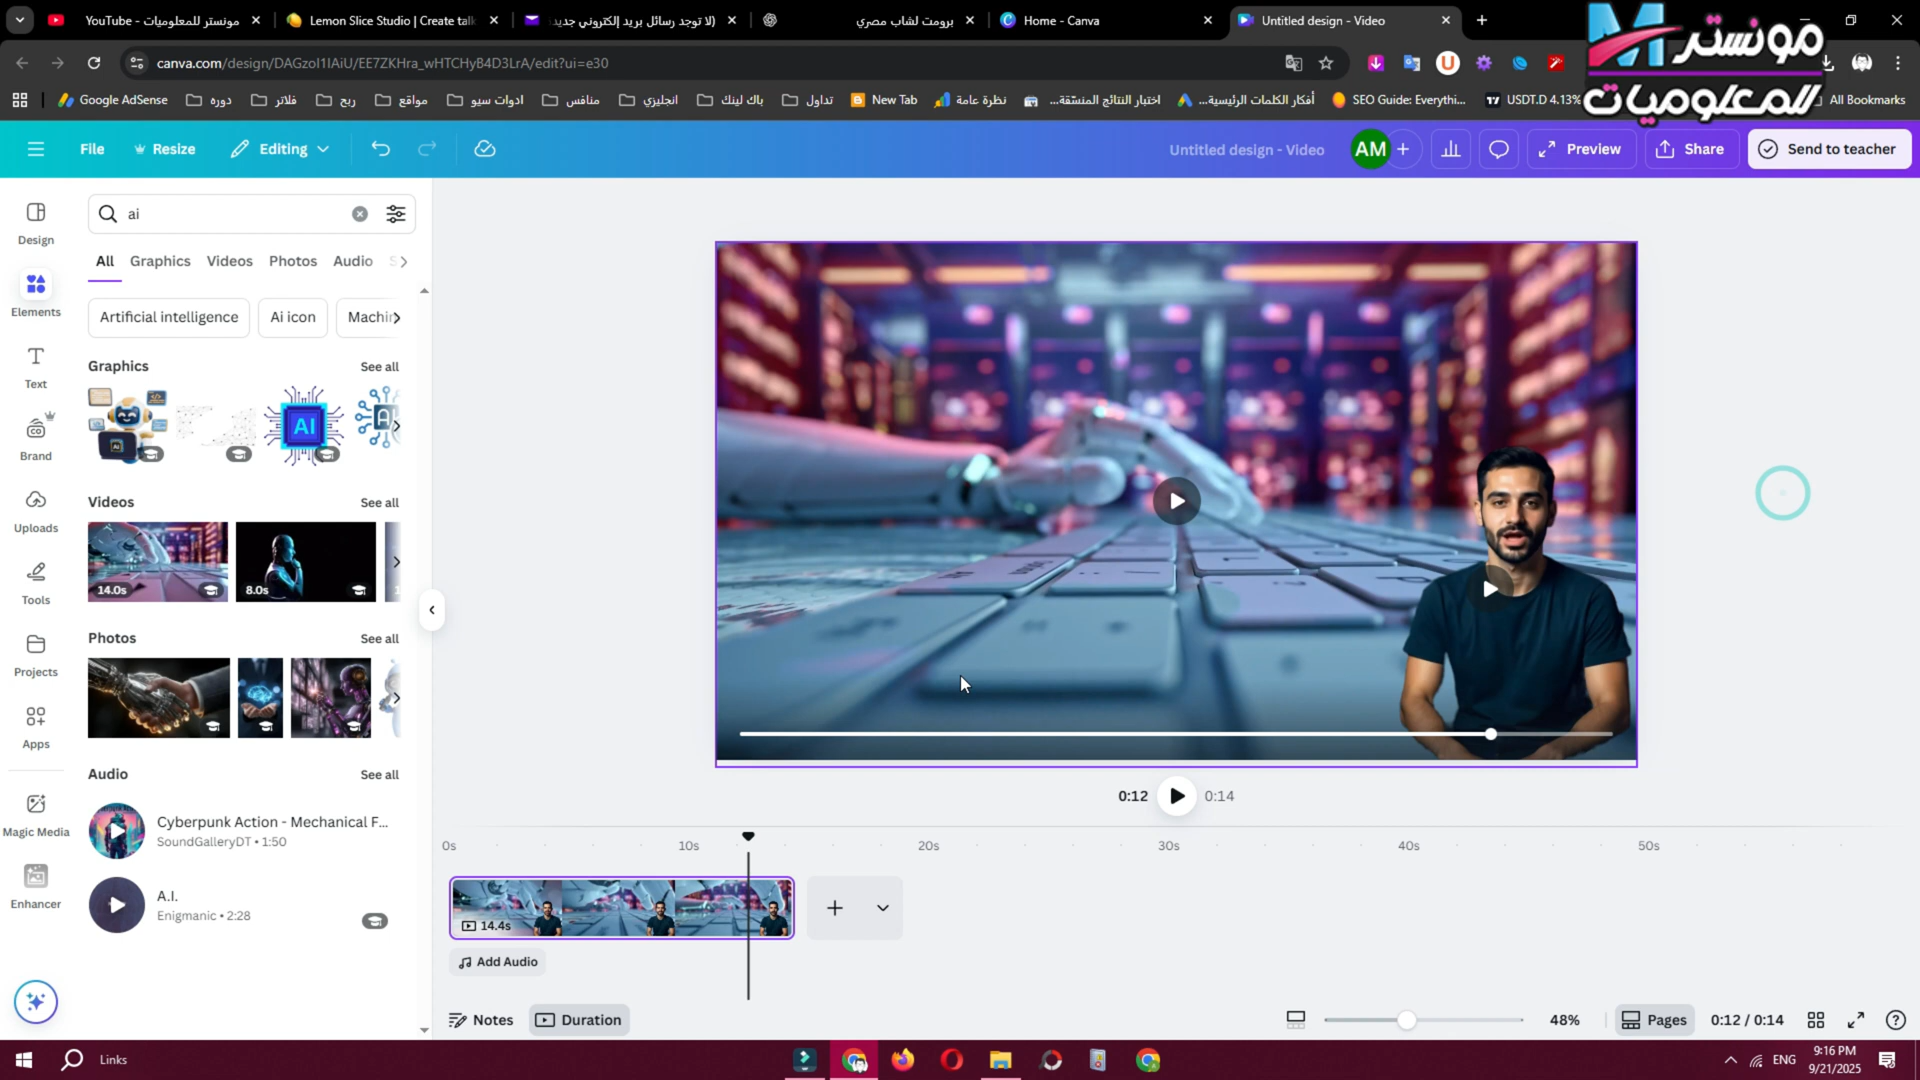 مونستر للمعلوميات - YouTube
Lemon Slice Studio | Create talk
(لا توجد رسائل بريد إلكتروني جديدة
برومت لشاب مصري
Home - Canva
Untitled design - Video
مونستر
للمعلوميات
canva.com/design/DAGzoI1IAiU/EE7ZKHra_wHTCHyB4D3LrA/edit?ui=e30
Google AdSense
دوره
فلاتر
ربح
مواقع
ادوات سيو
منافس
انجليزي
باك لينك
تداول
New Tab
نظرة عامة
اختبار النتائج المنسّقة...
أفكار الكلمات الرئيسية...
SEO Guide: Everythi...
USDT.D 4.13%
All Bookmarks
File
Resize
Editing
Untitled design - Video
AM
Preview
Share
Send to teacher
Design
Elements
Text
Brand
Uploads
Tools
Projects
Apps
Magic Media
Enhancer
ai
All
Graphics
Videos
Photos
Audio
S
Artificial intelligence
Ai icon
Machin
Graphics
See all
AI
Videos
See all
14.0s
8.0s
Photos
See all
Audio
See all
Cyberpunk Action - Mechanical F...
SoundGalleryDT • 1:50
A.I.
Enigmanic • 2:28
0:12
0:14
0s
10s
20s
30s
40s
50s
14.4s
Add Audio
Notes
Duration
48%
Pages
0:12 / 0:14
Links
ENG
9:16 PM
9/21/2025